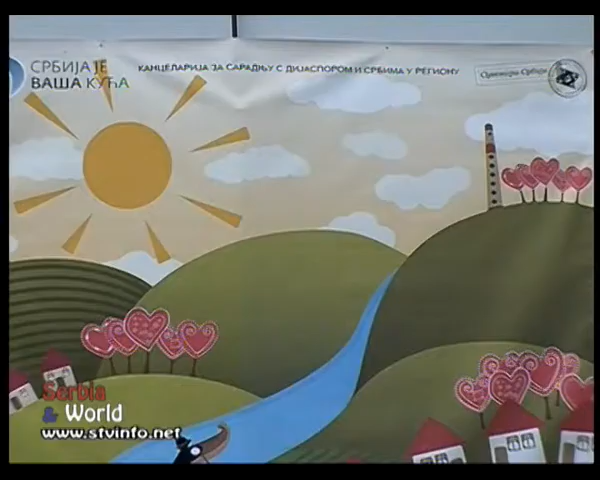 СРБИЈА ЈЕ
ВАША КУЋА
КАНЦЕЛАРИЈА ЗА САРАДЊУ С ДИЈАСПОРОМ И СРБИМА У РЕГИОНУ
Serbia
& World
www.stvinfo.net